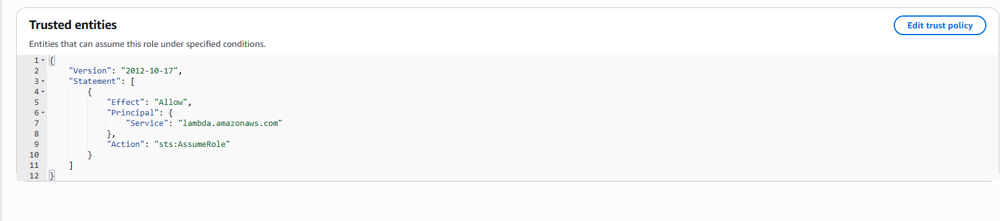 Trusted entities
Edit trust policy
Entities that can assume this role under specified conditions.
1 {
2 "Version": "2012-10-17",
3 "Statement": [
4 {
5 "Effect": "Allow",
6 "Principal": {
7 "Service": "lambda.amazonaws.com"
8 },
9 "Action": "sts:AssumeRole"
10 }
11 ]
12 }